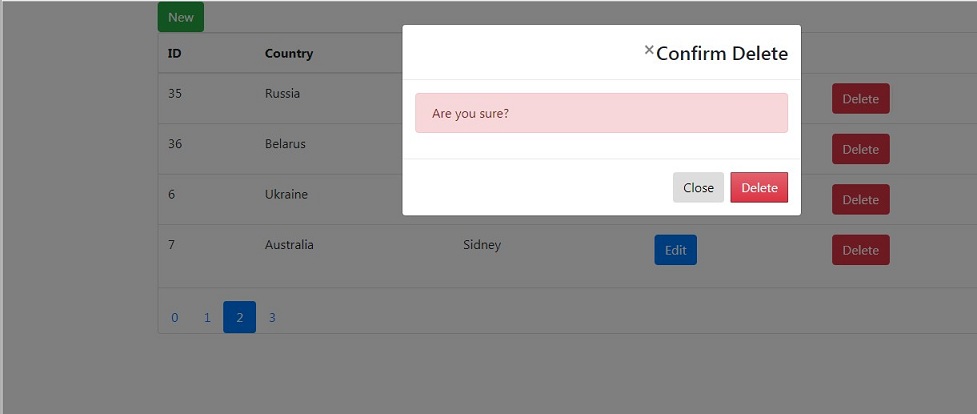 New
ID Country
×Confirm Delete
35 Russia Delete
Are you sure?
36 Belarus Delete
6 Ukraine Delete
Close Delete
7 Australia Sidney Edit Delete
0 1 2 3